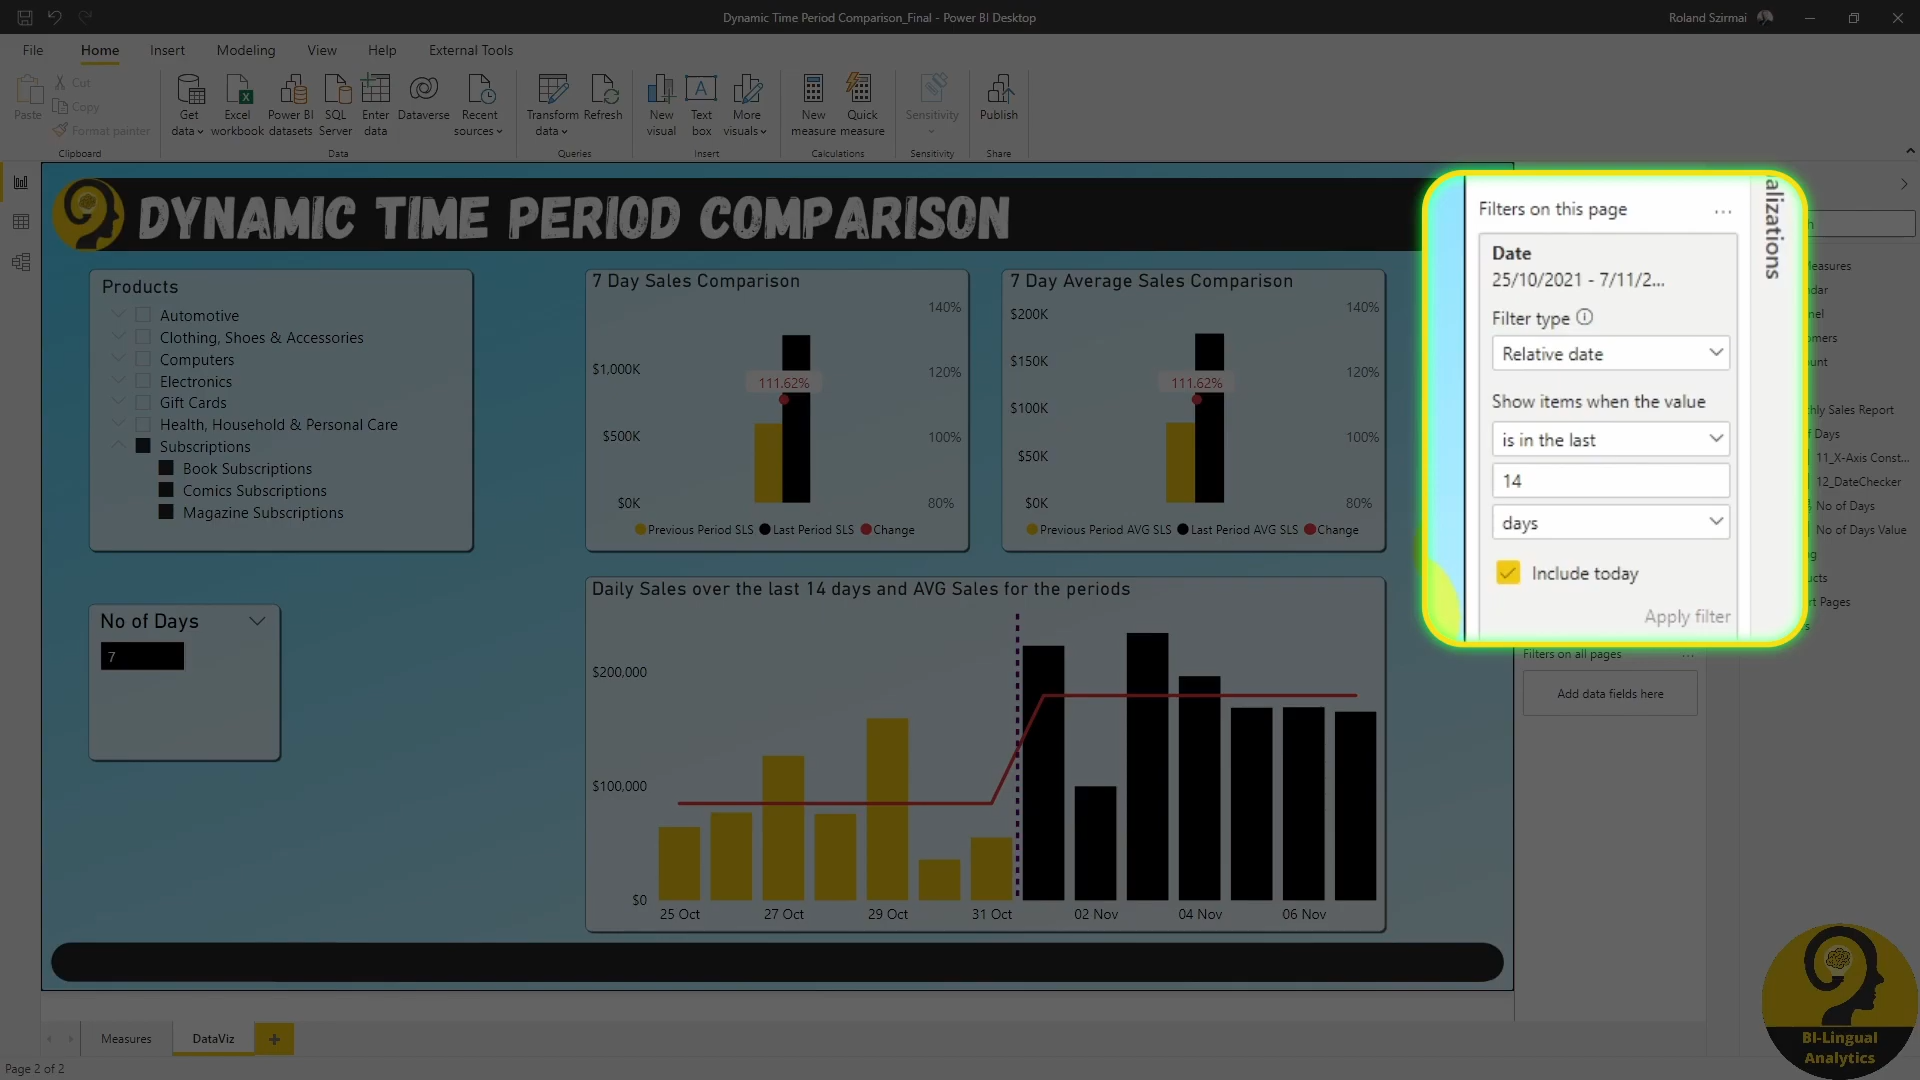 Dynamic Time Period Comparison_Final - Power BI Desktop
Roland Szirmai
File
Home
Insert
Modeling
View
Help
External Tools
Paste
Cut
Copy
Format painter
Clipboard
Get data
Excel workbook
Power BI datasets
SQL Server
Enter data
Dataverse
Recent sources
Data
Transform data
Refresh
Queries
New visual
Text box
More visuals
Insert
New measure
Quick measure
Calculations
Sensitivity
Sensitivity
Publish
Share
DYNAMIC TIME PERIOD COMPARISON
Products
Automotive
Clothing, Shoes & Accessories
Computers
Electronics
Gift Cards
Health, Household & Personal Care
Subscriptions
Book Subscriptions
Comics Subscriptions
Magazine Subscriptions
No of Days
7
7 Day Sales Comparison
140%
$1,000K
120%
111.62%
$500K
100%
$0K
80%
Previous Period SLS
Last Period SLS
Change
7 Day Average Sales Comparison
$200K
140%
$150K
120%
111.62%
$100K
100%
$50K
$0K
80%
Previous Period AVG SLS
Last Period AVG SLS
Change
Daily Sales over the last 14 days and AVG Sales for the periods
$200,000
$100,000
$0
25 Oct
27 Oct
29 Oct
31 Oct
02 Nov
04 Nov
06 Nov
Filters on this page
...
Date
25/10/2021 - 7/11/2...
Filter type
Relative date
Show items when the value
is in the last
14
days
Include today
Apply filter
alizations
Filters on all pages
...
Add data fields here
hly Sales Report
f Days
11_X-Axis Const...
12_DateChecker
No of Days
No of Days Value
Measures
DataViz
+
Page 2 of 2
BI-Lingual
Analytics